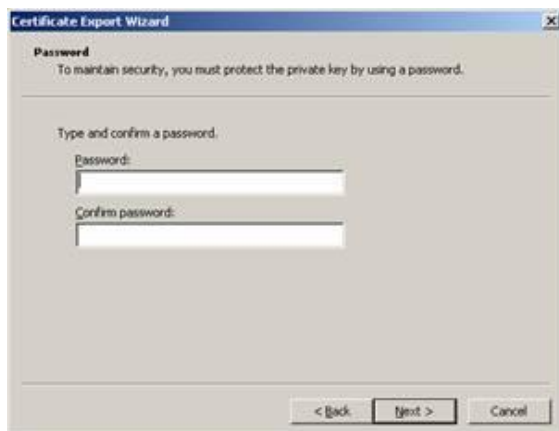 Certificate Export Wizard
Password
To maintain security, you must protect the private key by using a password.
Type and confirm a password.
Password:
Confirm password:
< Back
Next >
Cancel